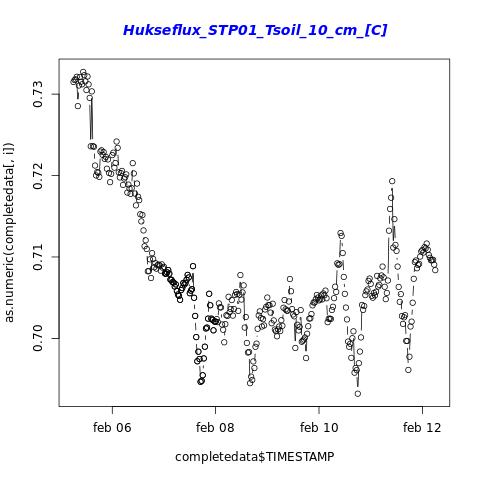 Hukseflux_STP01_Tsoil_10_cm_[C]
as.numeric(completedata[, i])
0.73
0.72
0.71
0.70
feb 06
feb 08
feb 10
feb 12
completedata$TIMESTAMP